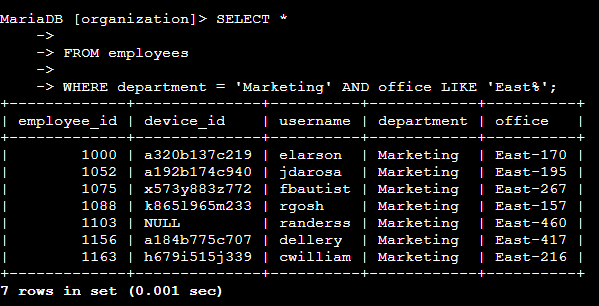 MariaDB [organization]> SELECT *
    ->
    -> FROM employees
    ->
    -> WHERE department = 'Marketing' AND office LIKE 'East%';
+-------------+--------------+----------+------------+----------+
| employee_id | device_id    | username | department | office   |
+-------------+--------------+----------+------------+----------+
|        1000 | a320b137c219 | elarson  | Marketing  | East-170 |
|        1052 | a192b174c940 | jdarosa  | Marketing  | East-195 |
|        1075 | x573y883z772 | fbautist | Marketing  | East-267 |
|        1088 | k865l965m233 | rgosh    | Marketing  | East-157 |
|        1103 | NULL         | randerss | Marketing  | East-460 |
|        1156 | a184b775c707 | dellery  | Marketing  | East-417 |
|        1163 | h679i515j339 | cwilliam | Marketing  | East-216 |
+-------------+--------------+----------+------------+----------+
7 rows in set (0.001 sec)